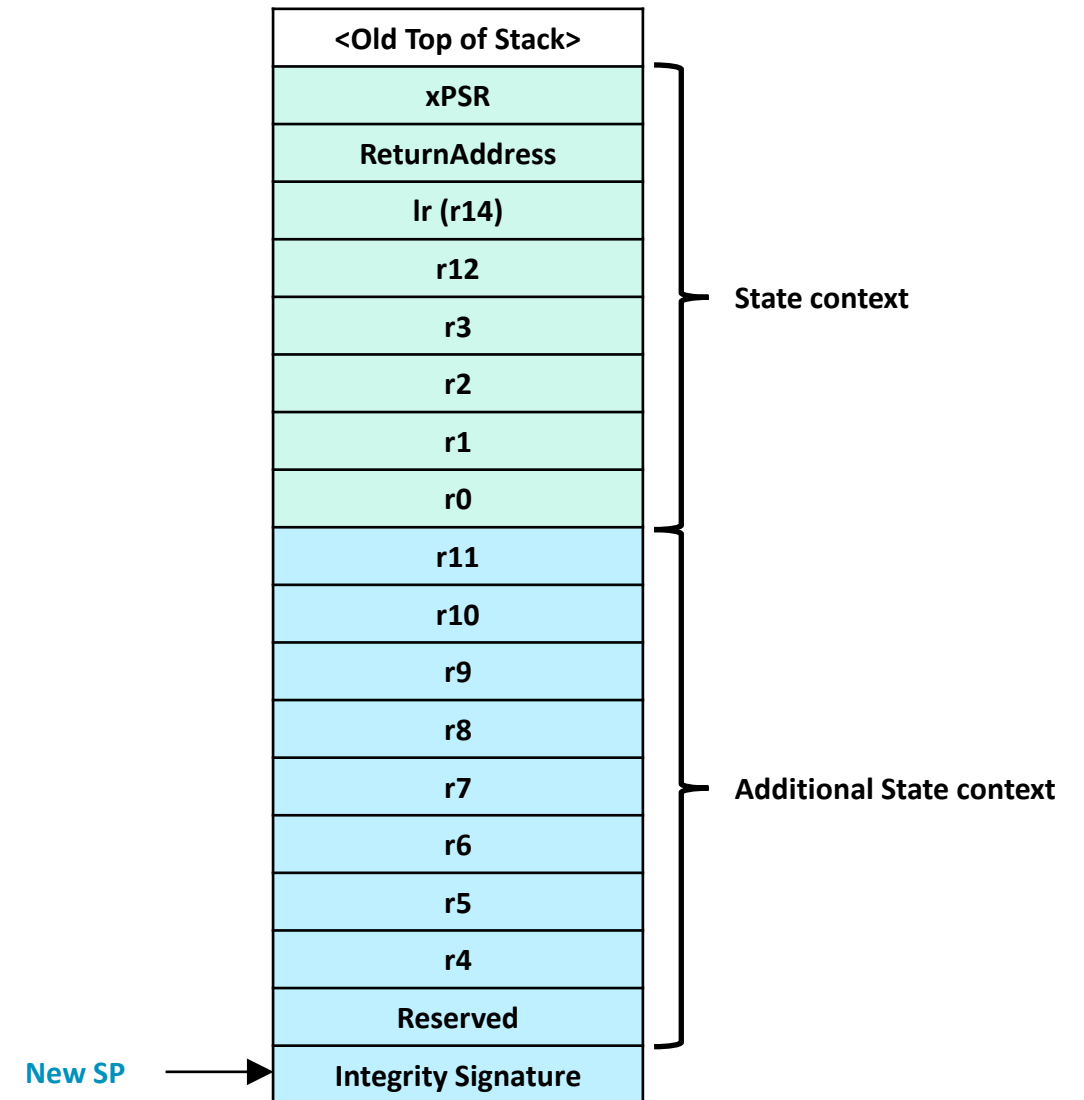 <Old Top of Stack>
xPSR
ReturnAddress
lr (r14)
r12
r3
State context
r2
r1
r0
r11
r10
r9
r8
r7
Additional State context
r6
r5
r4
Reserved
New SP
Integrity Signature